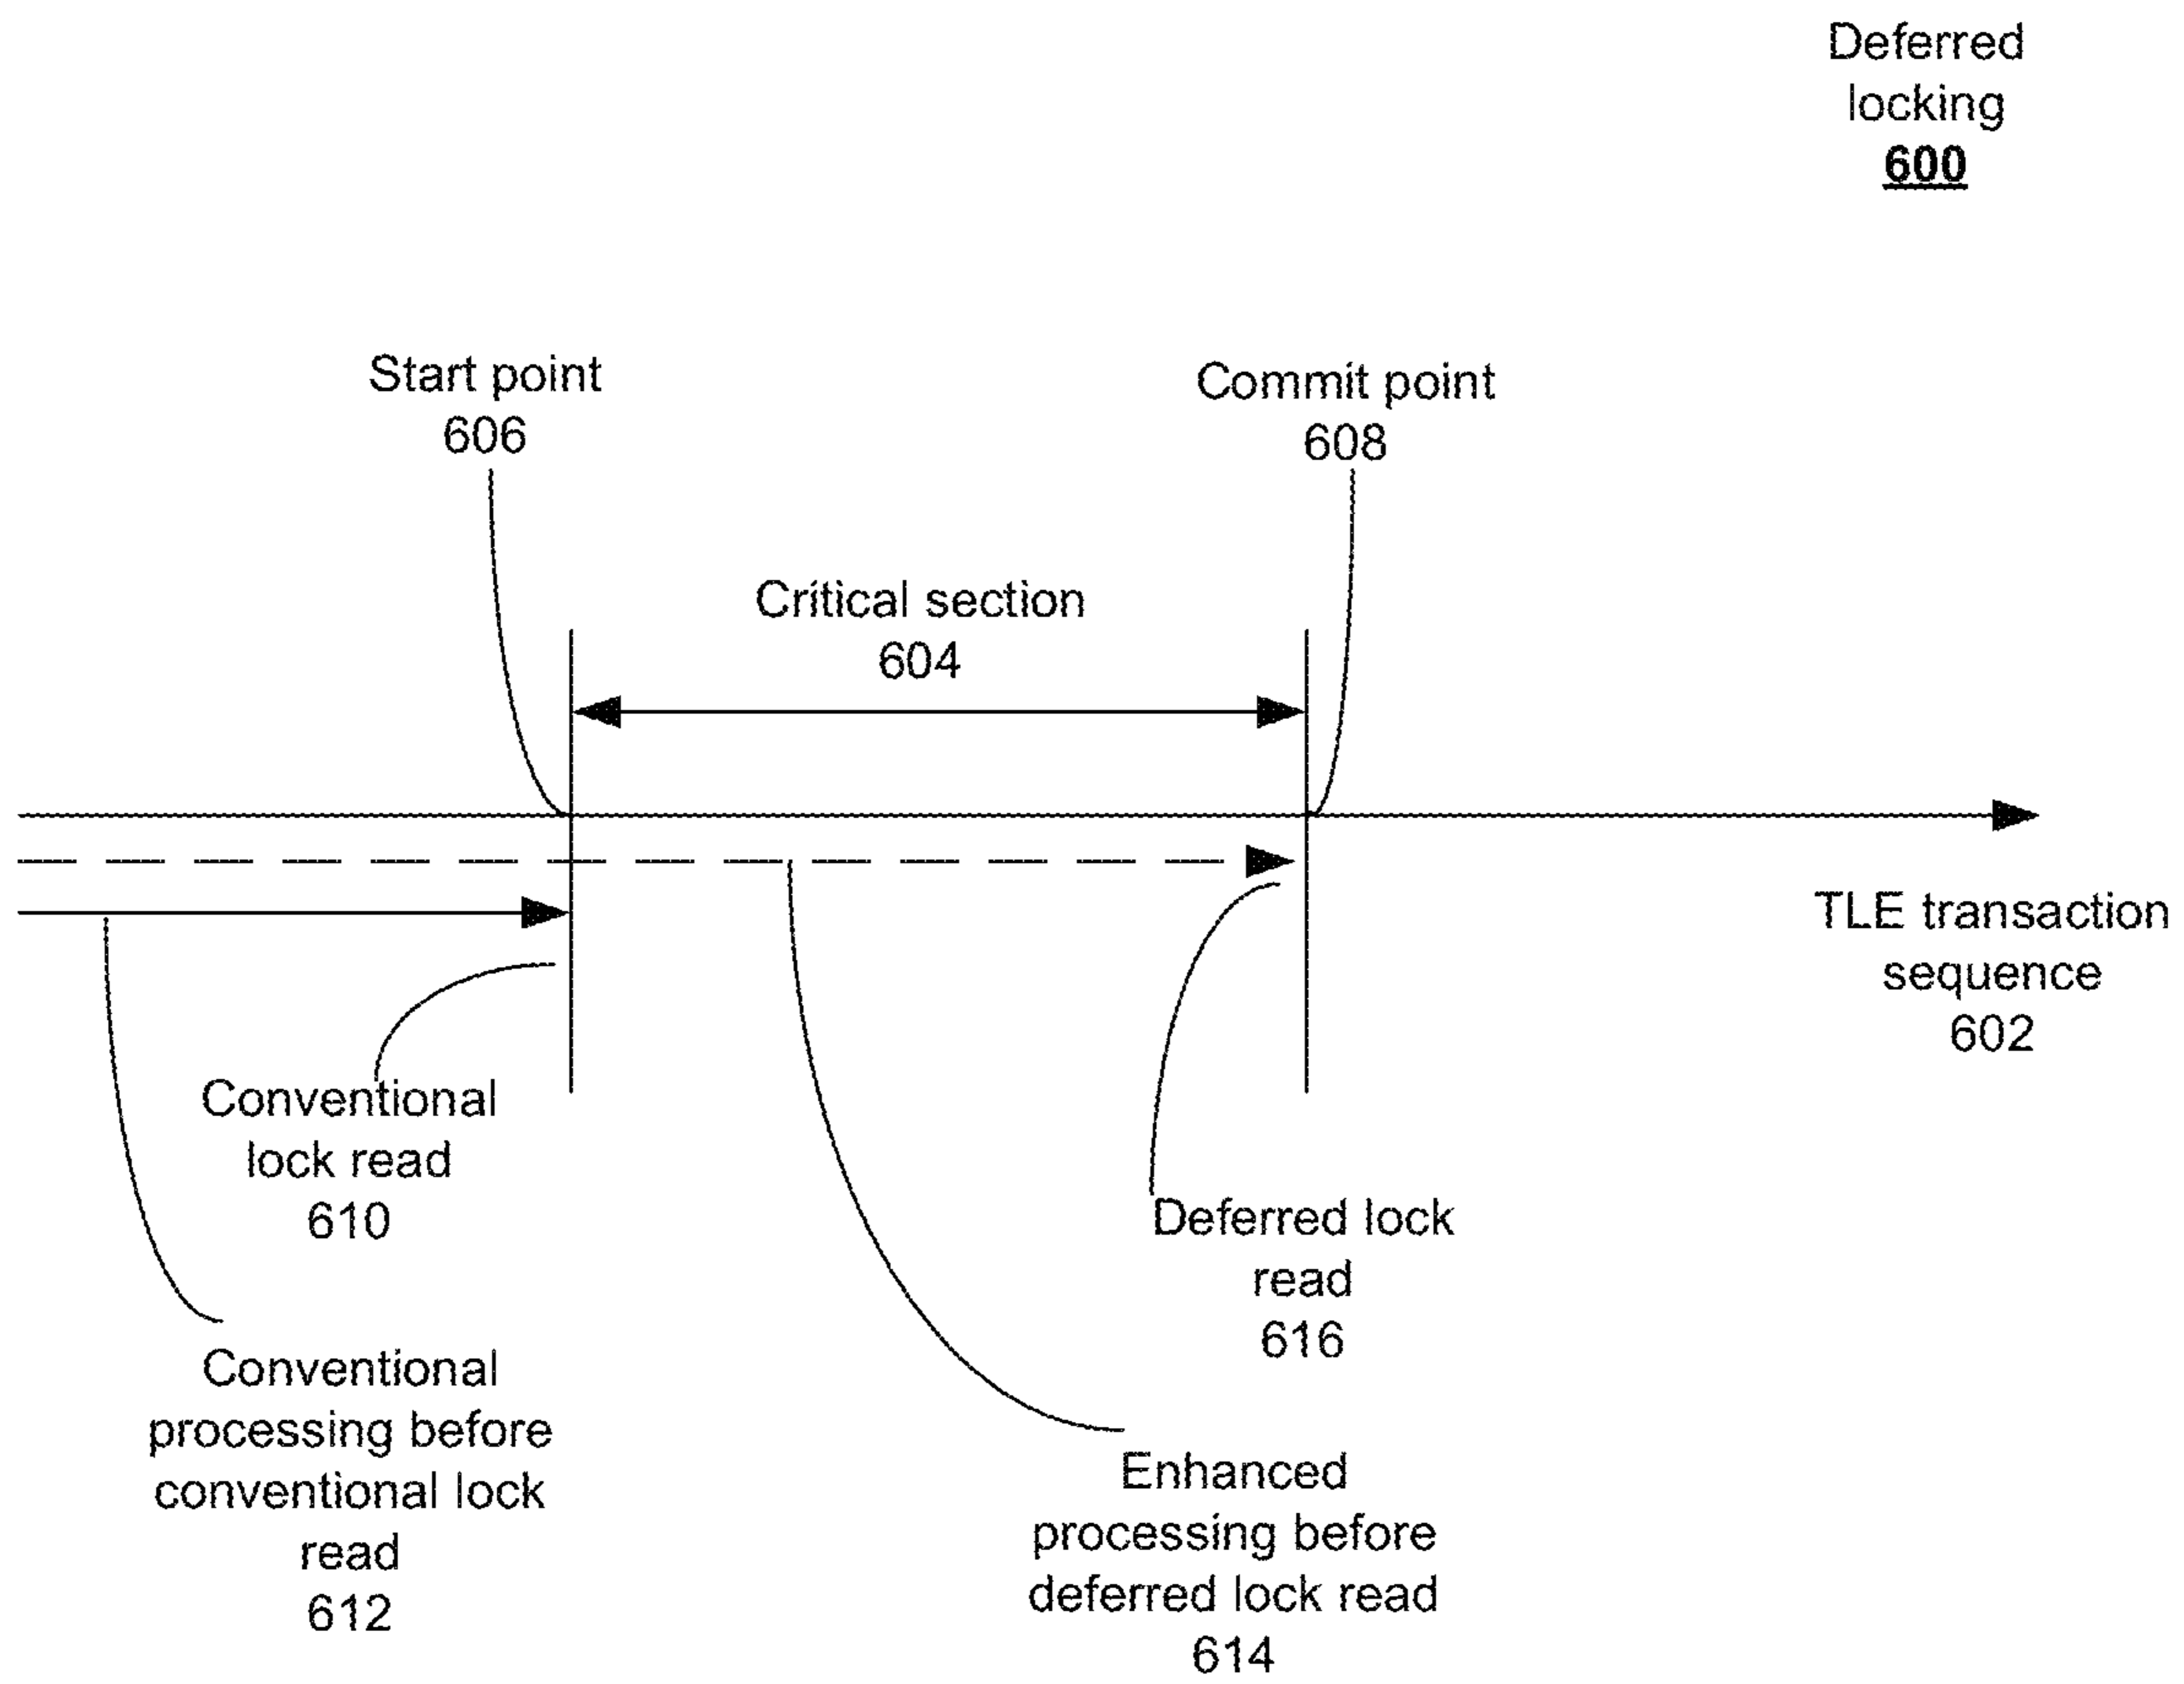 Deferred
locking
600
Start point
606
Commit point
608
Critical section
604
TLE transaction
sequence
602
Conventional
lock read
610
Deferred lock
read
616
Conventional
processing before
conventional lock
read
612
Enhanced
processing before
deferred lock read
614